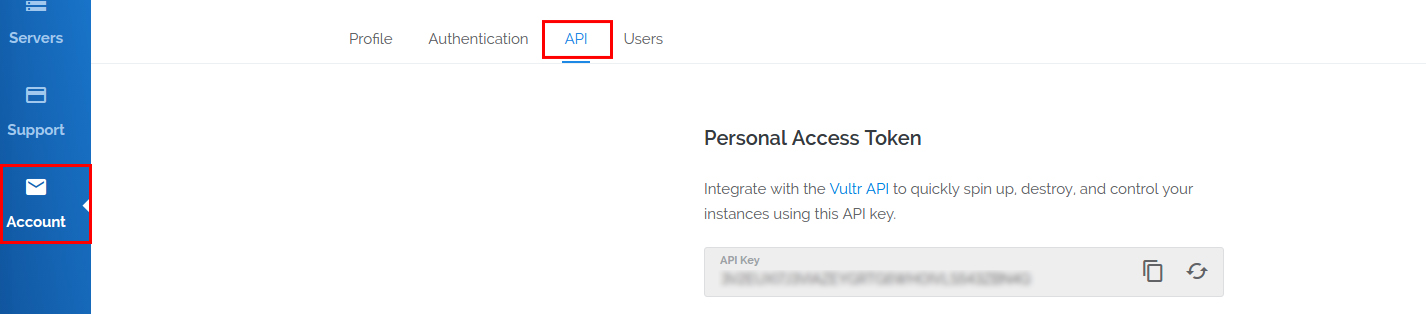 Servers
Support
Account
Profile Authentication API Users
Personal Access Token
Integrate with the Vultr API to quickly spin up, destroy, and control your
instances using this API key.
API Key